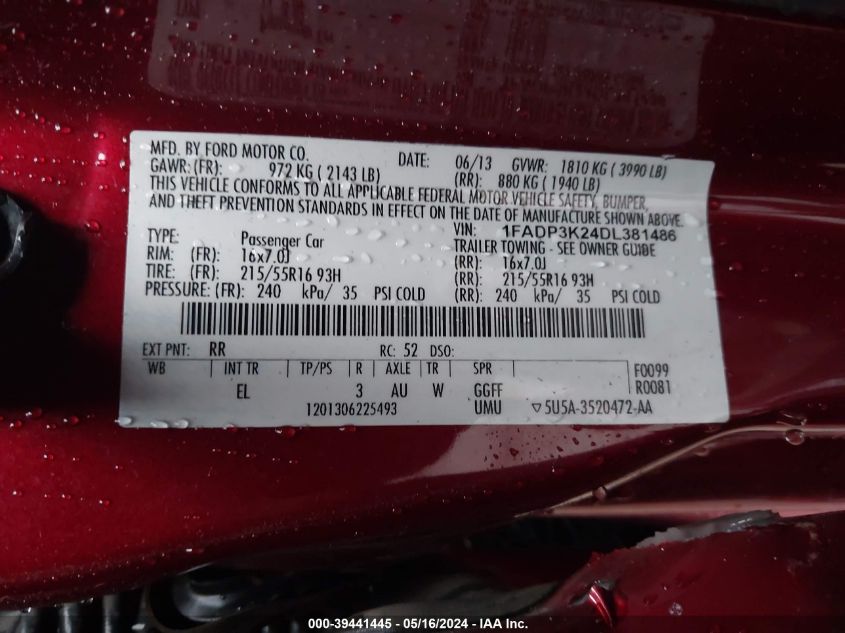 MFD. BY FORD MOTOR CO. DATE: 06/13 GVWR: 1810 KG ( 3990 LB)
GAWR: (FR): 972 KG ( 2143 LB) (RR): 880 KG ( 1940 LB)
THIS VEHICLE CONFORMS TO ALL APPLICABLE FEDERAL MOTOR VEHICLE SAFETY, BUMPER,
AND THEFT PREVENTION STANDARDS IN EFFECT ON THE DATE OF MANUFACTURE SHOWN ABOVE.
VIN: 1FADP3K24DL381486
TYPE: Passenger Car TRAILER TOWING - SEE OWNER GUIDE
RIM: (FR): 16x7.0J (RR): 16x7.0J
TIRE: (FR): 215/55R16 93H (RR): 215/55R16 93H
PRESSURE: (FR): 240 kPa/ 35 PSI COLD (RR): 240 kPa/ 35 PSI COLD
EXT PNT: RR RC: 52 DSO:
WB INT TR TP/PS R AXLE TR SPR F0099
EL 3 AU W GGFF R0081
1201306225493 UMU ▽5U5A-3520472-AA
000-39441445 - 05/16/2024 - IAAI Inc.